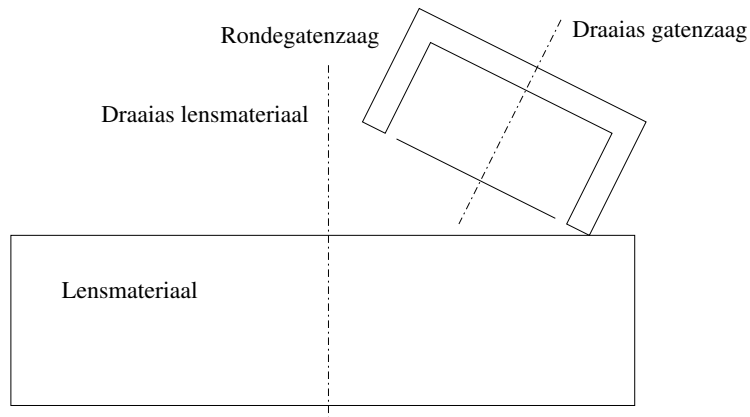 Rondegatenzaag
Draaias gatenzaag
Draaias lensmateriaal
Lensmateriaal